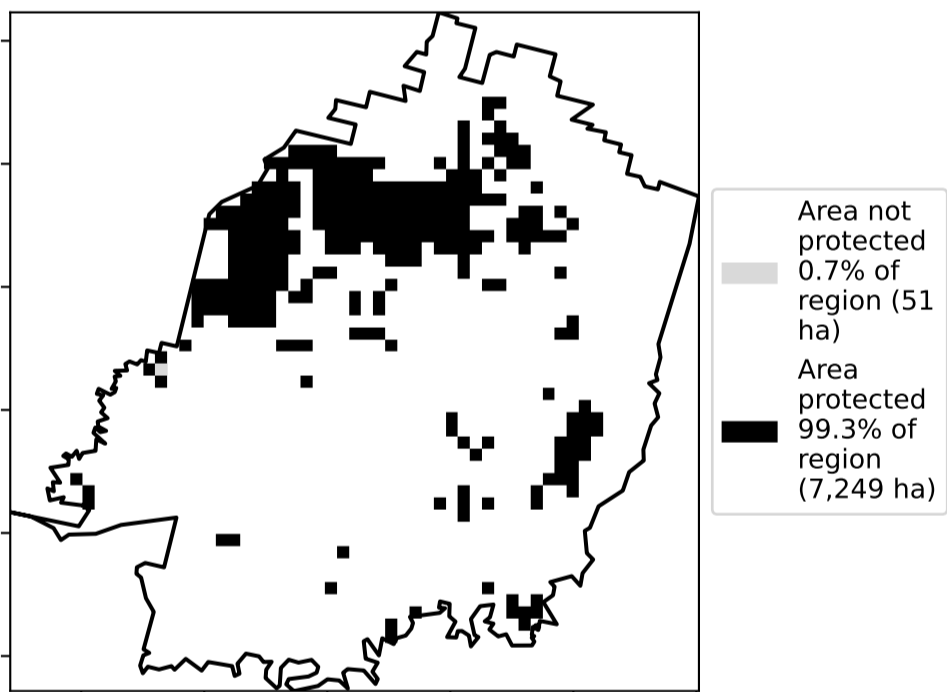 Area not
protected
0.7% of
region (51
ha)
Area
protected
99.3% of
region
(7,249 ha)